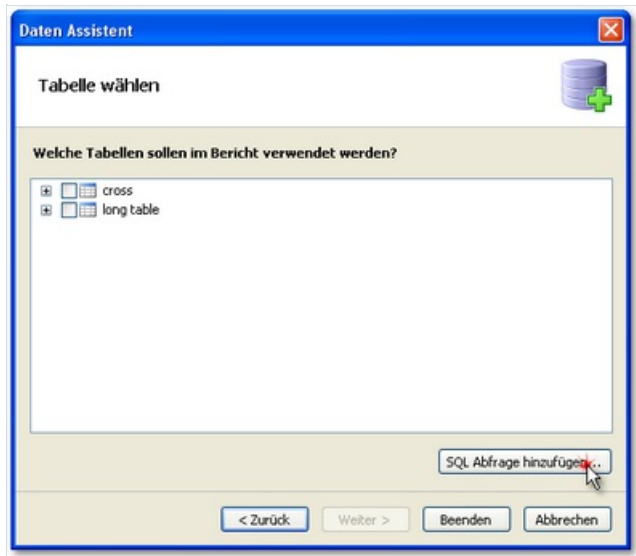 Daten Assistent
Tabelle wählen
Welche Tabellen sollen im Bericht verwendet werden?
cross
long table
SQL Abfrage hinzufügen...
< Zurück Weiter > Beenden Abbrechen